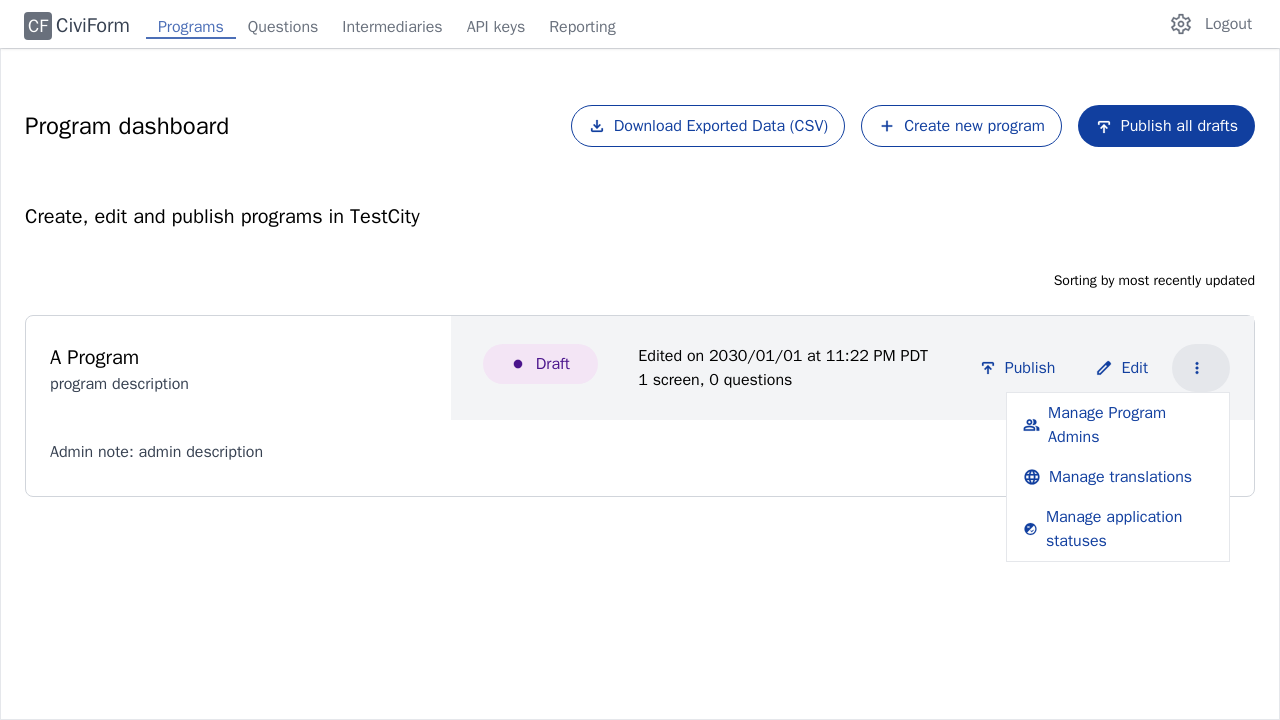 CF CiviForm Programs Questions Intermediaries API keys Reporting Logout
Program dashboard Download Exported Data (CSV) Create new program Publish all drafts
Create, edit and publish programs in TestCity
Sorting by most recently updated
A Program
program description
Draft
Edited on 2030/01/01 at 11:22 PM PDT
1 screen, 0 questions
Publish Edit
Admin note: admin description
Manage Program
Admins
Manage translations
Manage application
statuses